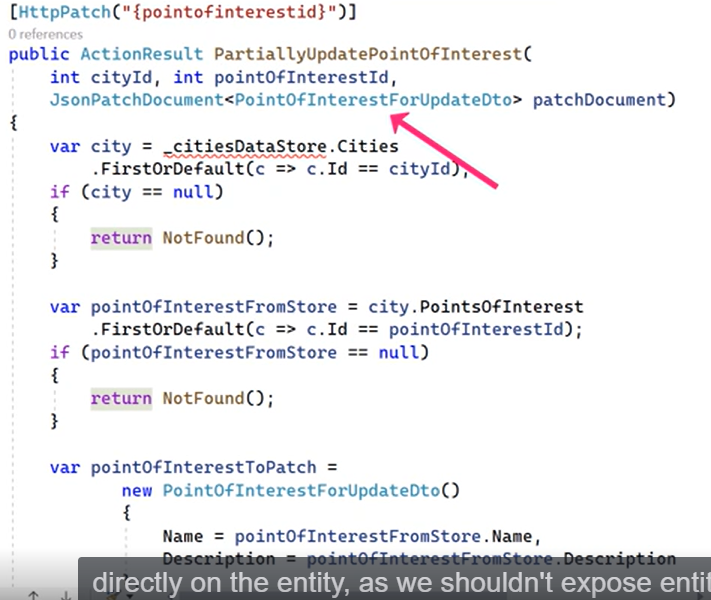 [HttpPatch("{pointofinterestid}")]
0 references
public ActionResult PartiallyUpdatePointOfInterest(
int cityId, int pointOfInterestId,
JsonPatchDocument<PointOfInterestForUpdateDto> patchDocument)
{
var city = _citiesDataStore.Cities
.FirstOrDefault(c => c.Id == cityId);
if (city == null)
{
return NotFound();
}
var pointOfInterestFromStore = city.PointsOfInterest
.FirstOrDefault(c => c.Id == pointOfInterestId);
if (pointOfInterestFromStore == null)
{
return NotFound();
}
var pointOfInterestToPatch =
new PointOfInterestForUpdateDto()
{
Name = pointOfInterestFromStore.Name,
Description = pointOfInterestFromStore.Description
directly on the entity, as we shouldn't expose entit